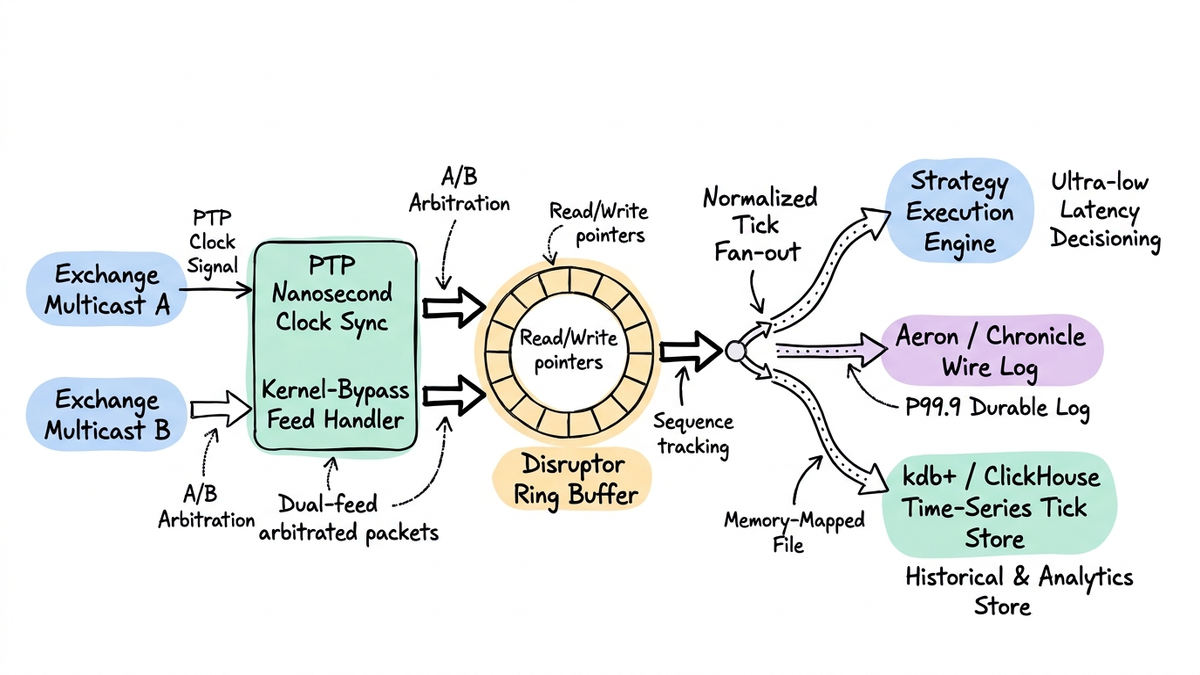 Exchange
Multicast A
PTP
Clock
Signal
Exchange
Multicast B
A/B
Arbitration
PTP
Nanosecond
Clock Sync
Kernel-Bypass
Feed Handler
Dual-feed
arbitrated packets
A/B
Arbitration
Read/Write
pointers
Read/Write
pointers
Disruptor
Ring Buffer
Sequence
tracking
Normalized
Tick
Fan-out
Strategy
Execution
Engine
Ultra-low
Latency
Decisioning
Aeron / Chronicle
Wire Log
P99.9 Durable Log
Memory-Mapped
File
kdb+ / ClickHouse
Time-Series Tick
Store
Historical & Analytics
Store